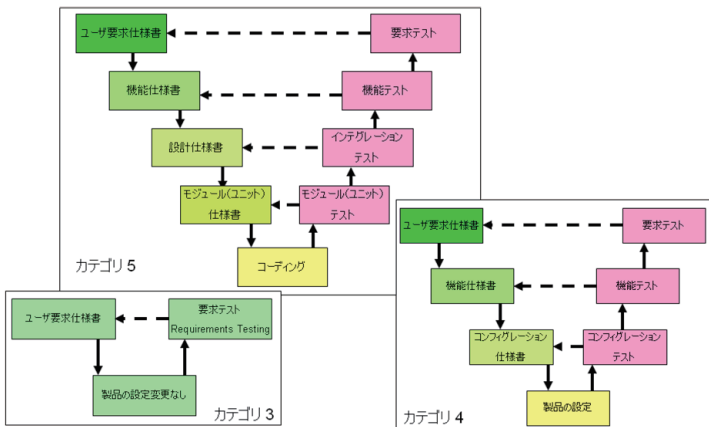 ユーザ要求仕様書
要求テスト
機能仕様書
機能テスト
設計仕様書
インテグレーション
テスト
モジュール(ユニット)
仕様書
モジュール(ユニット)
テスト
コーディング
カテゴリ 5
ユーザ要求仕様書
要求テスト
Requirements Testing
製品の設定変更なし
カテゴリ 3
ユーザ要求仕様書
要求テスト
機能仕様書
機能テスト
コンフィグレーション
仕様書
コンフィグレーション
テスト
製品の設定
カテゴリ 4